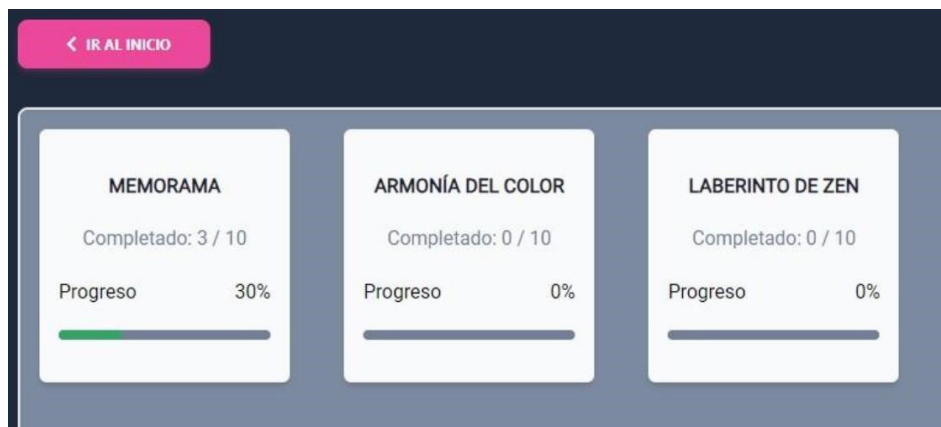 IR AL INICIO
MEMORAMA
Completado: 3 / 10
Progreso 30%
ARMONÍA DEL COLOR
Completado: 0 / 10
Progreso 0%
LABERINTO DE ZEN
Completado: 0 / 10
Progreso 0%